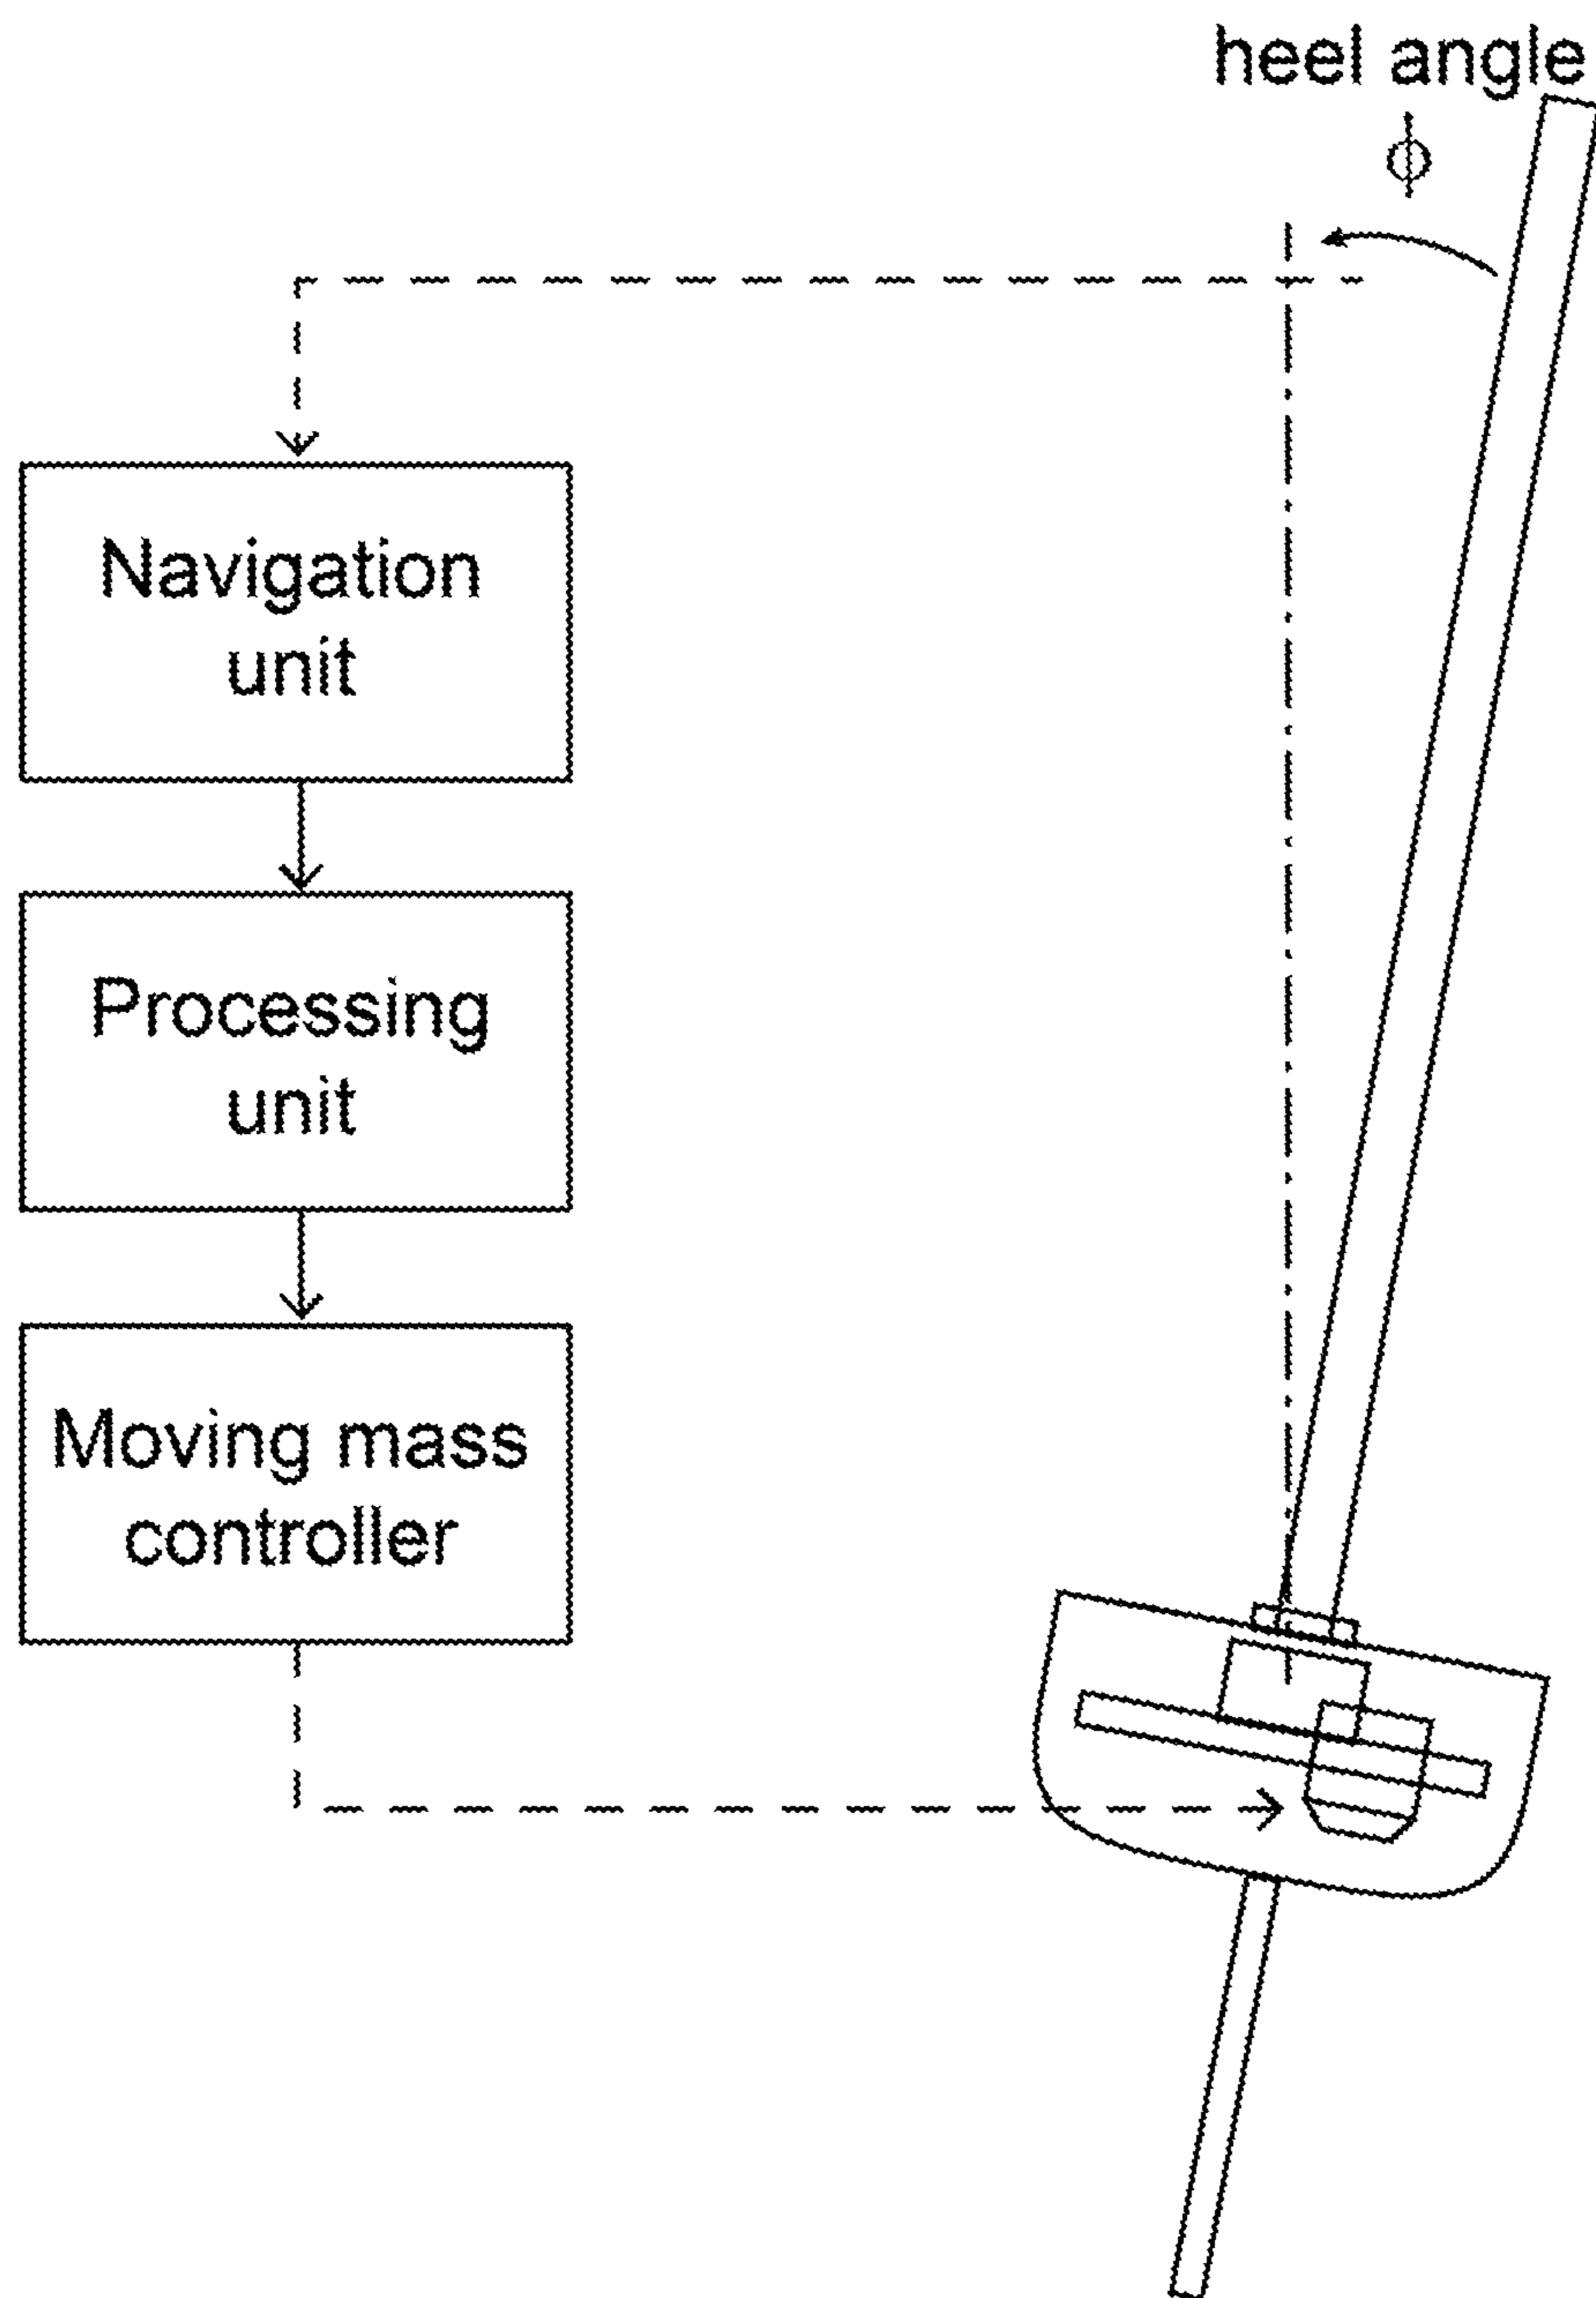 heel angle
ϕ
Navigation
unit
Processing
unit
Moving mass
controller